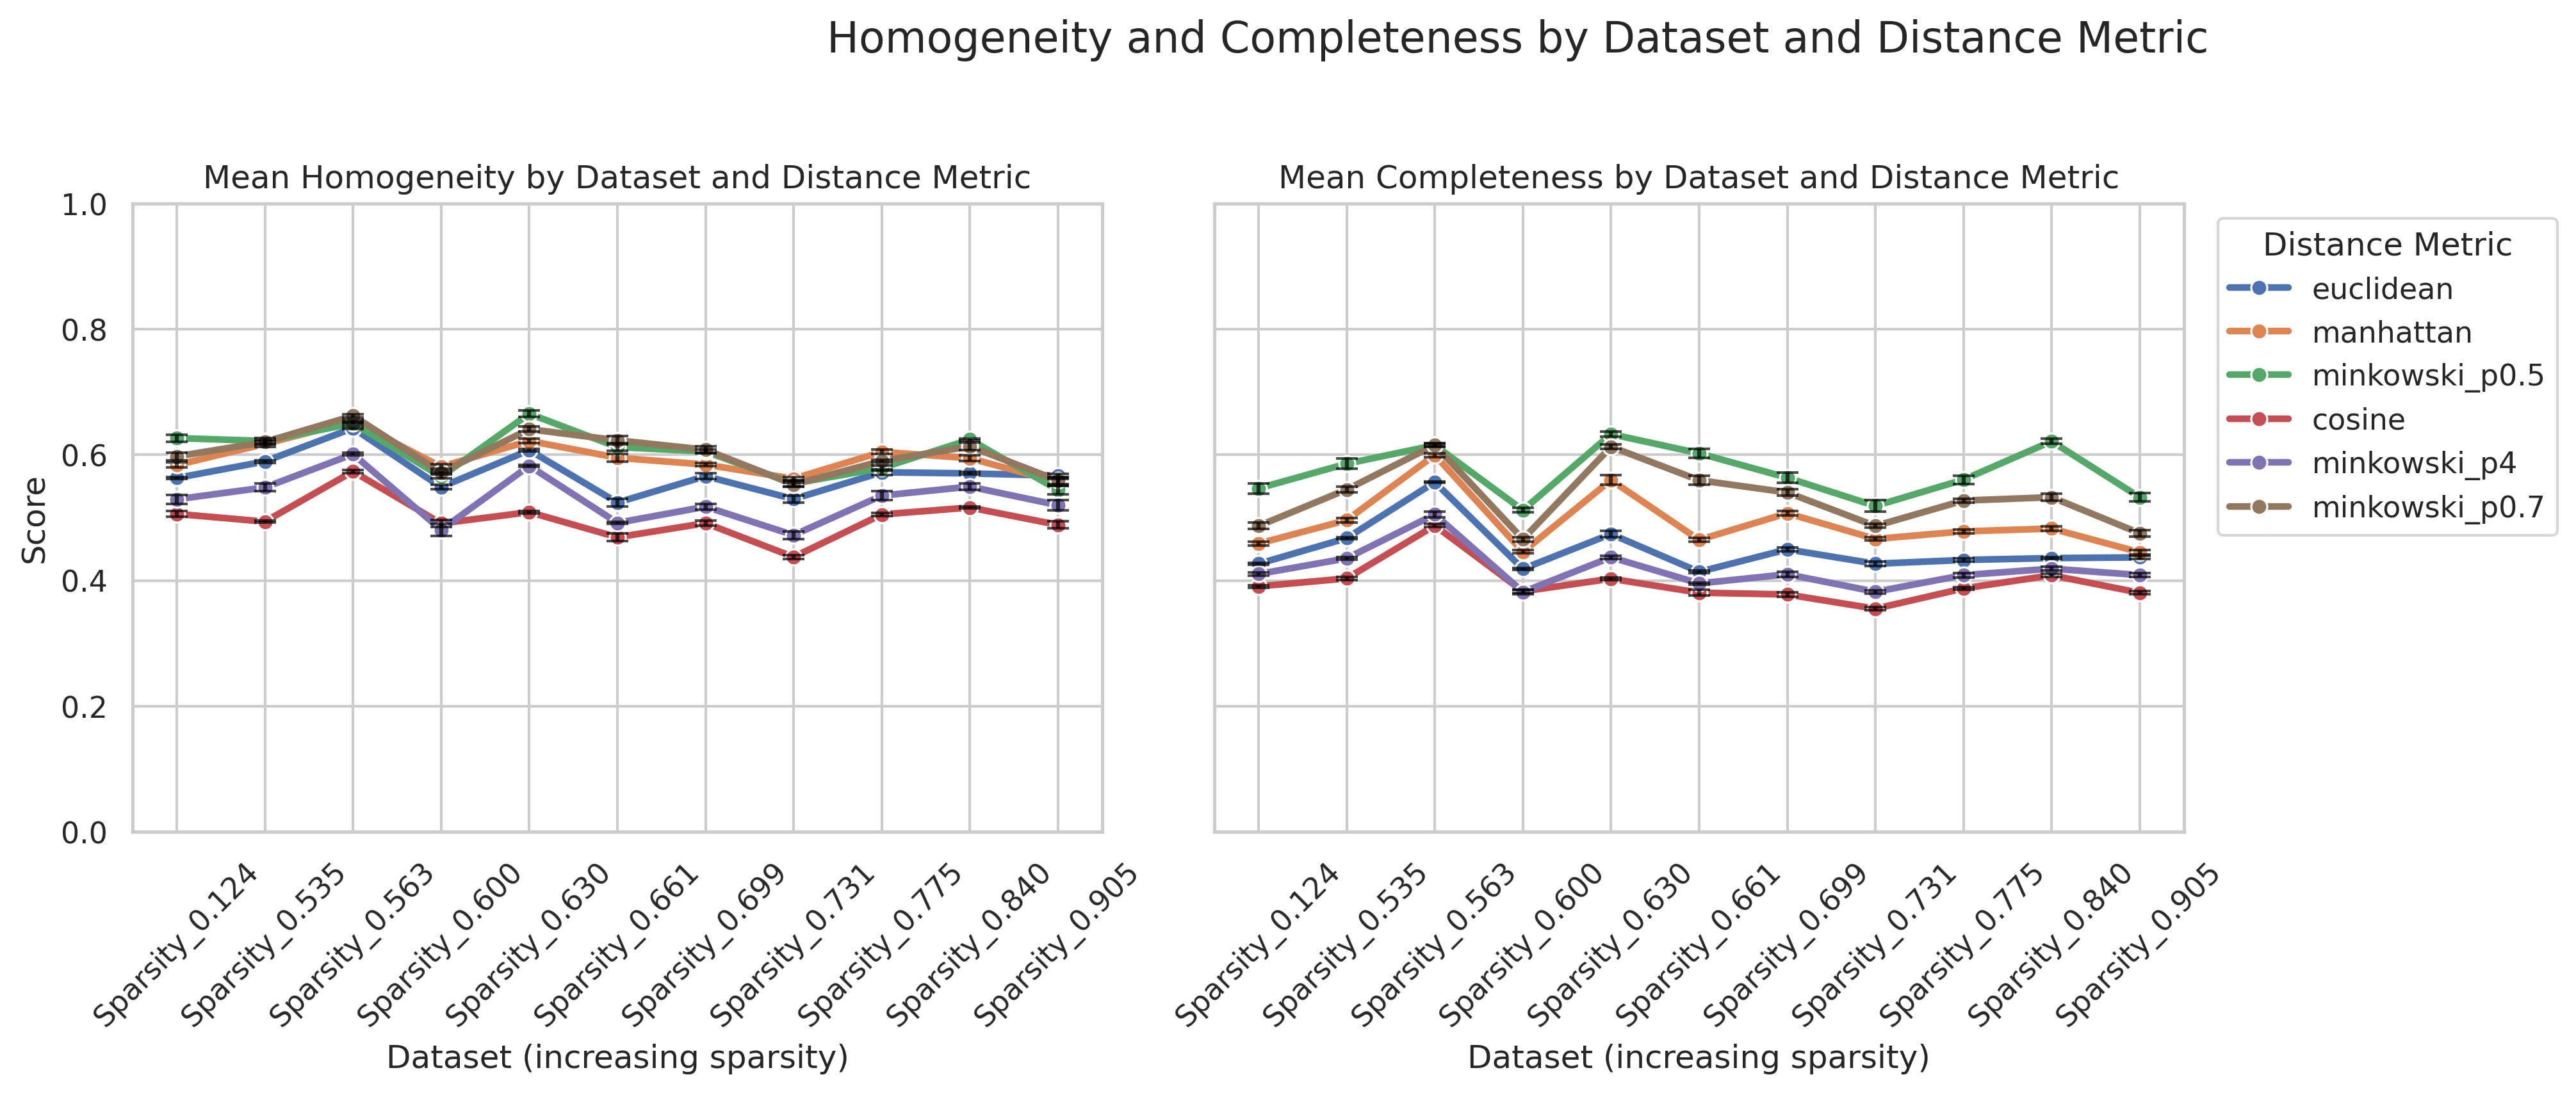 Homogeneity and Completeness by Dataset and Distance Metric
Mean Homogeneity by Dataset and Distance Metric
Score
1.0
0.8
0.6
0.4
0.2
0.0
Sparsity_0.124
Sparsity_0.535
Sparsity_0.563
Sparsity_0.600
Sparsity_0.630
Sparsity_0.661
Sparsity_0.699
Sparsity_0.731
Sparsity_0.775
Sparsity_0.840
Sparsity_0.905
Dataset (increasing sparsity)
Mean Completeness by Dataset and Distance Metric
Sparsity_0.124
Sparsity_0.535
Sparsity_0.563
Sparsity_0.600
Sparsity_0.630
Sparsity_0.661
Sparsity_0.699
Sparsity_0.731
Sparsity_0.775
Sparsity_0.840
Sparsity_0.905
Dataset (increasing sparsity)
Distance Metric
euclidean
manhattan
minkowski_p0.5
cosine
minkowski_p4
minkowski_p0.7